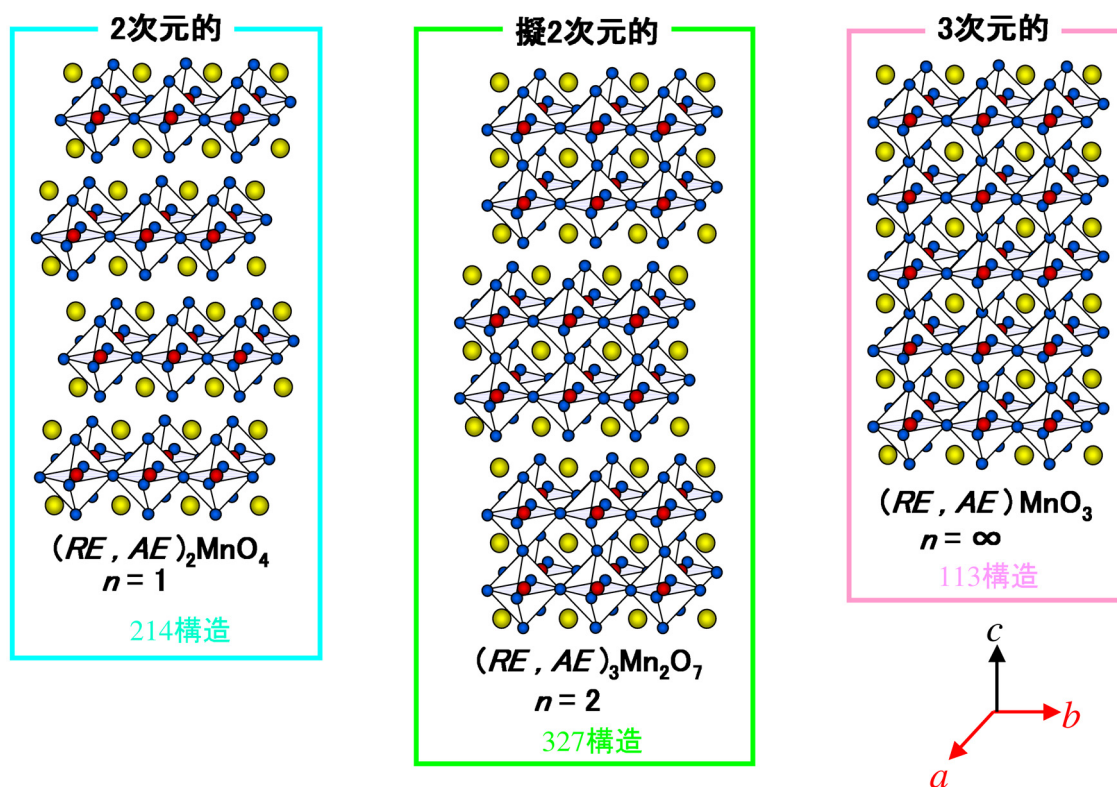 2次元的
(RE , AE )₂MnO₄
n = 1
214構造
擬2次元的
(RE , AE )₃Mn₂O₇
n = 2
327構造
3次元的
(RE , AE ) MnO₃
n = ∞
113構造
c
b
a